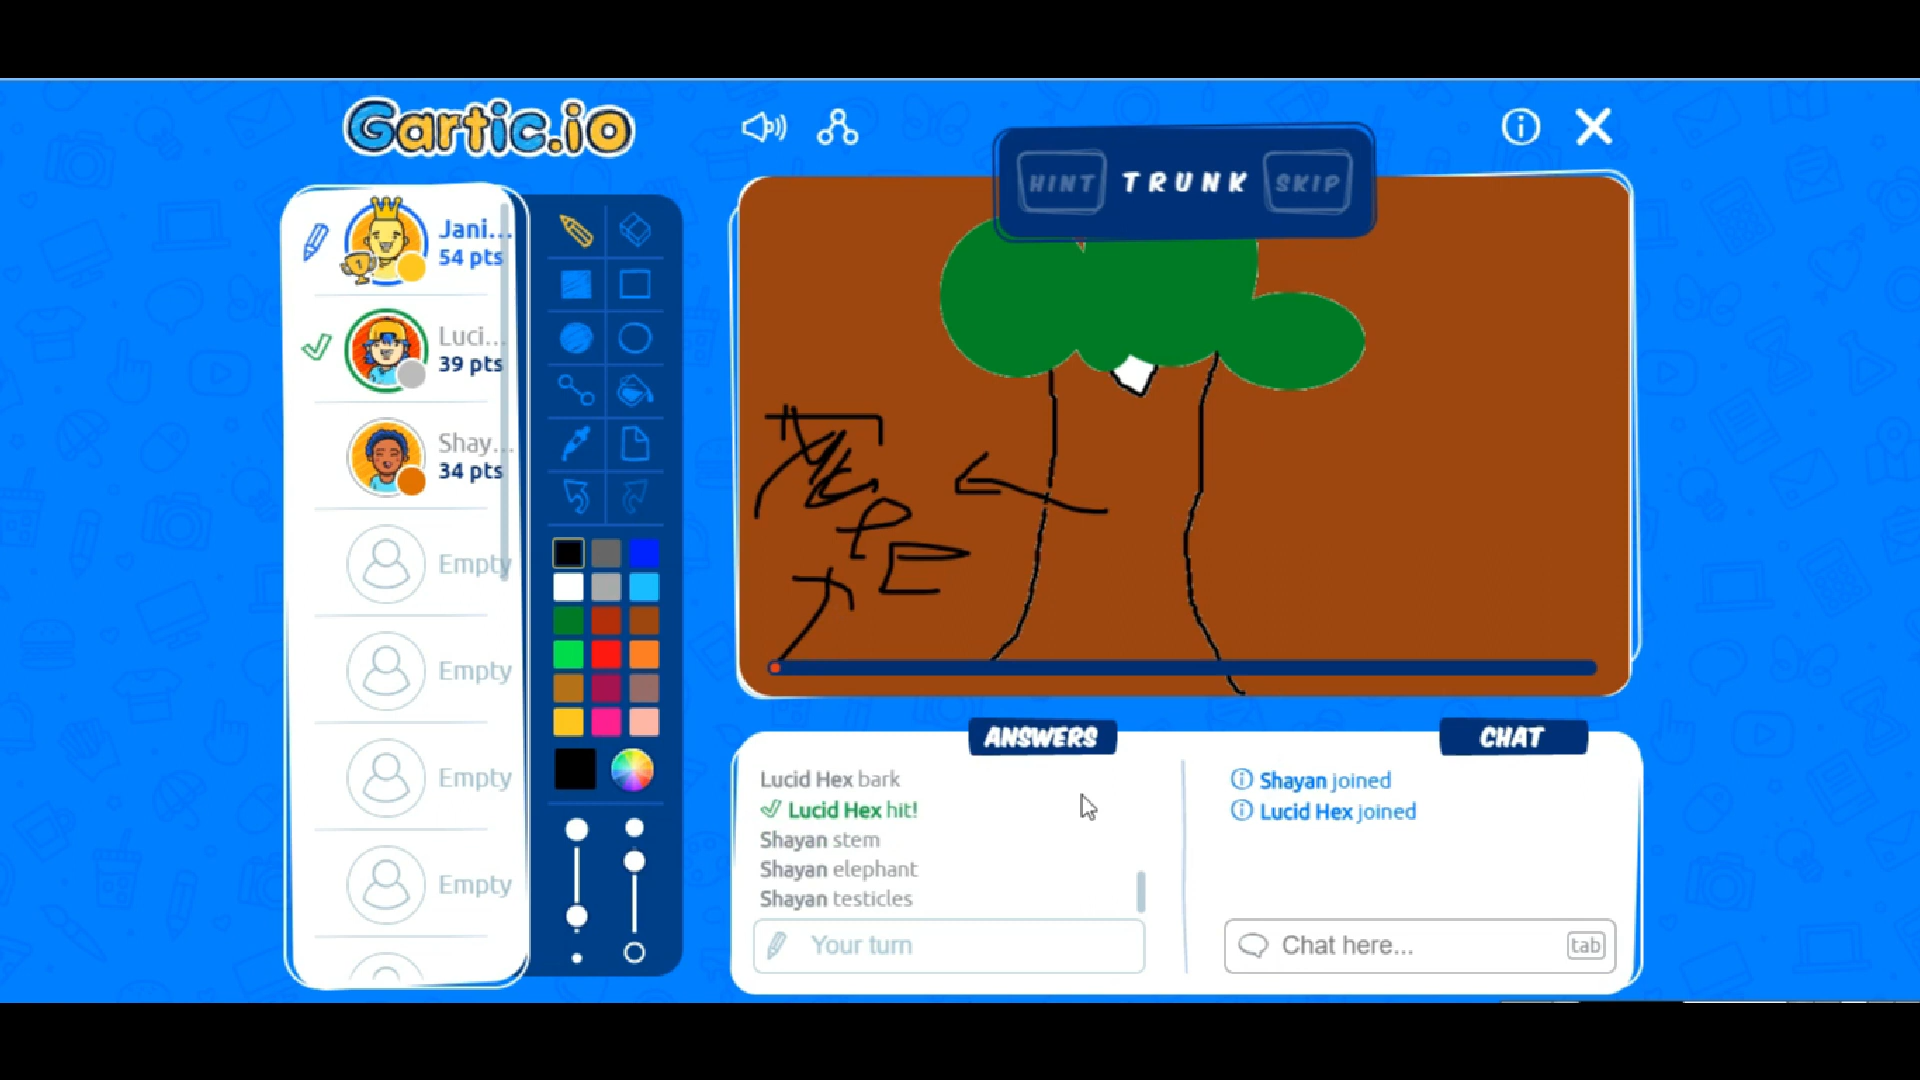 Gartic.io
HINT TRUNK SKIP
Jani...
54 pts
Luci...
39 pts
Shay...
34 pts
Empty
Empty
Empty
Empty
ANSWERS
Lucid Hex bark
Lucid Hex hit!
Shayan stem
Shayan elephant
Shayan testicles
Your turn
CHAT
Shayan joined
Lucid Hex joined
Chat here...
tab